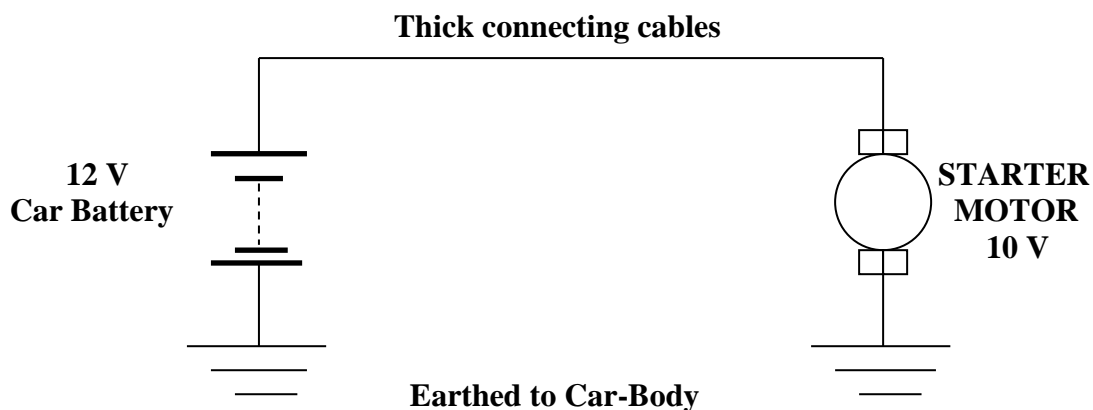 Thick connecting cables
12 V
Car Battery
STARTER
MOTOR
10 V
Earthed to Car-Body